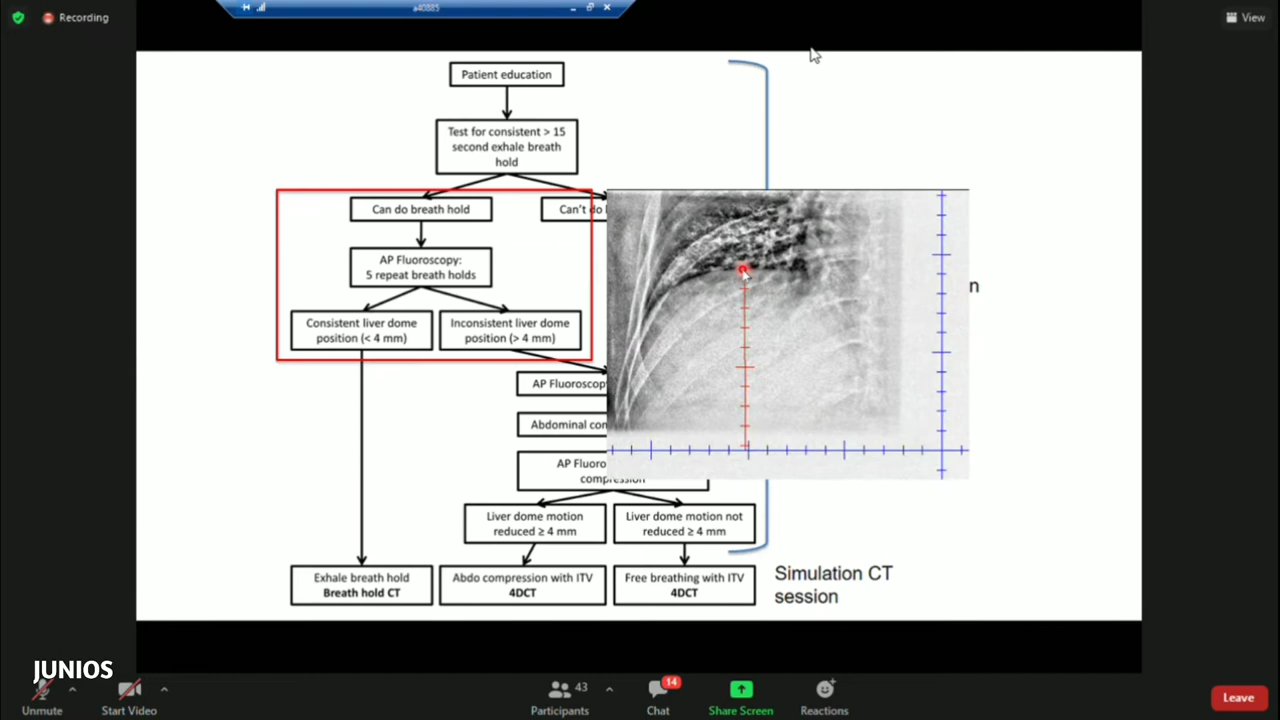 Recording
a40885
View
Patient education
Test for consistent > 15
second exhale breath
hold
Can do breath hold
Can't do
AP Fluoroscopy:
5 repeat breath holds
n
Consistent liver dome
position (< 4 mm)
Inconsistent liver dome
position (> 4 mm)
AP Fluoroscop
Abdominal com
AP Fluoro
compression
Liver dome motion
reduced ≥ 4 mm
Liver dome motion not
reduced ≥ 4 mm
Exhale breath hold
Breath hold CT
Abdo compression with ITV
4DCT
Free breathing with ITV
4DCT
Simulation CT
session
JUNIOS
Unmute
Start Video
43
Participants
14
Chat
Share Screen
Reactions
Leave